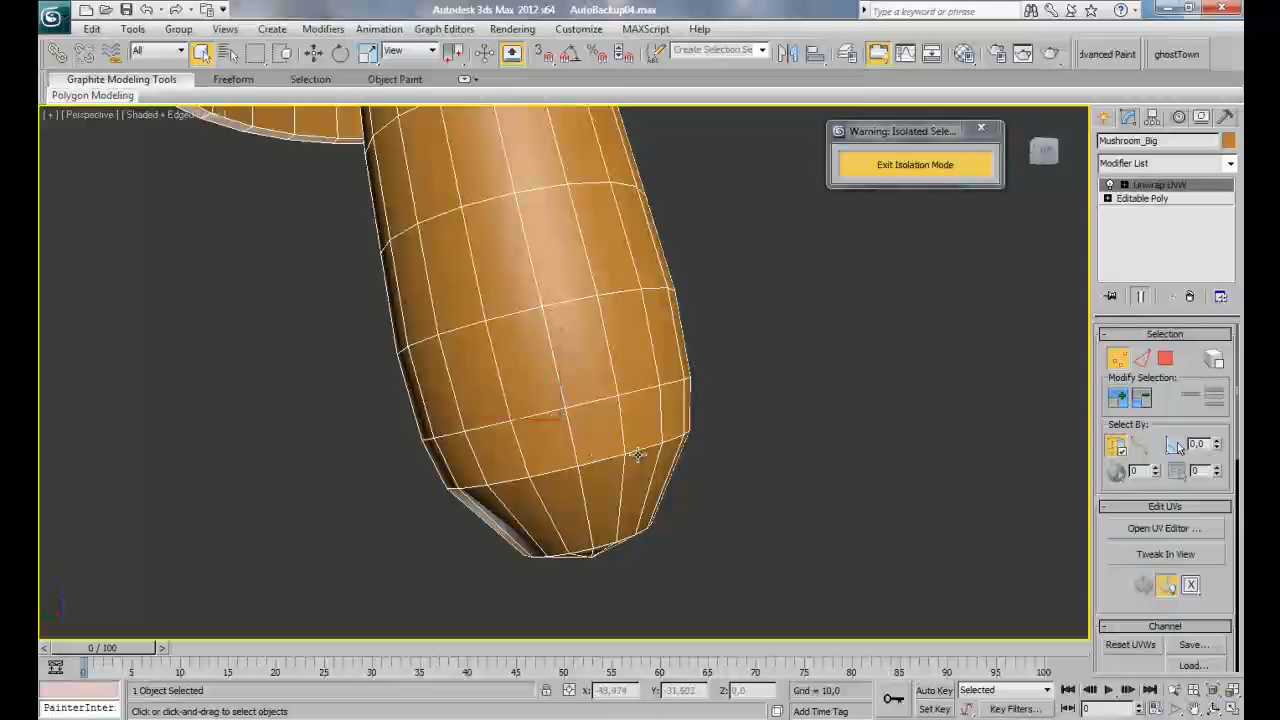 Autodesk 3ds Max 2012 x64 AutoBackup04.max
Type a keyword or phrase
Edit Tools Group Views Create Modifiers Animation Graph Editors Rendering Customize MAXScript Help
All View Create Selection Se dvanced Paint ghostTown
Graphite Modeling Tools Freeform Selection Object Paint
Polygon Modeling
[ + ] [ Perspective ] [ Shaded + Edged
Warning: Isolated Sele...
Exit Isolation Mode
Mushroom_Big
Modifier List
Unwrap UVW
Editable Poly
Selection
Modify Selection:
Select By:
0,0
0 0
Edit UVs
Open UV Editor ...
Tweak In View
Channel
Reset UVWs Save...
Load...
0 / 100
0 5 10 15 20 25 30 35 40 45 50 55 60 65 70 75 80 85 90 95 100
1 Object Selected X: Y: Z: 0,0 Grid = 10,0 Auto Key Selected
PainterInter: Click or click-and-drag to select objects Add Time Tag Set Key Key Filters... 0